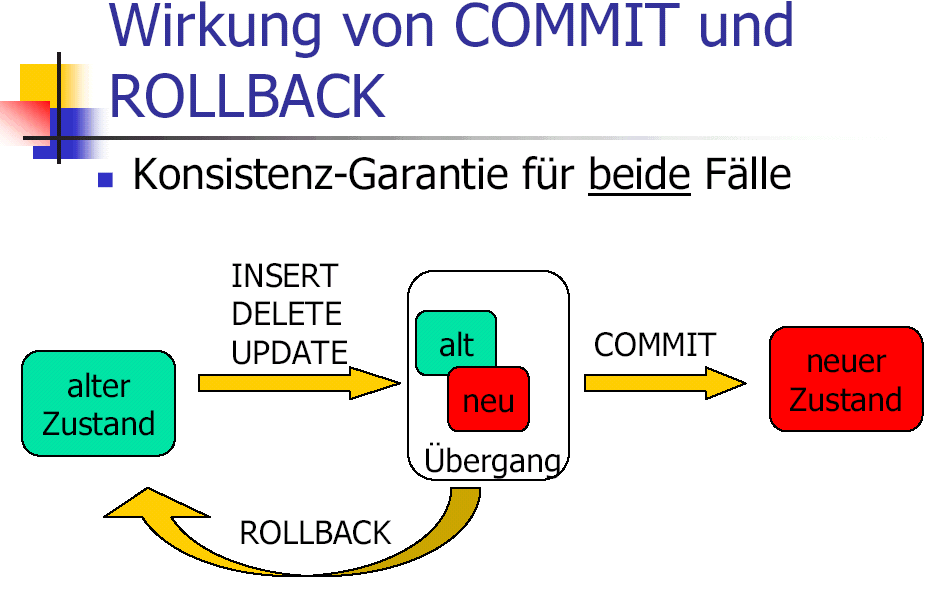 Wirkung von COMMIT und
ROLLBACK
Konsistenz-Garantie für beide Fälle
INSERT
DELETE
UPDATE
alter
Zustand
alt
neu
Übergang
COMMIT
neuer
Zustand
ROLLBACK